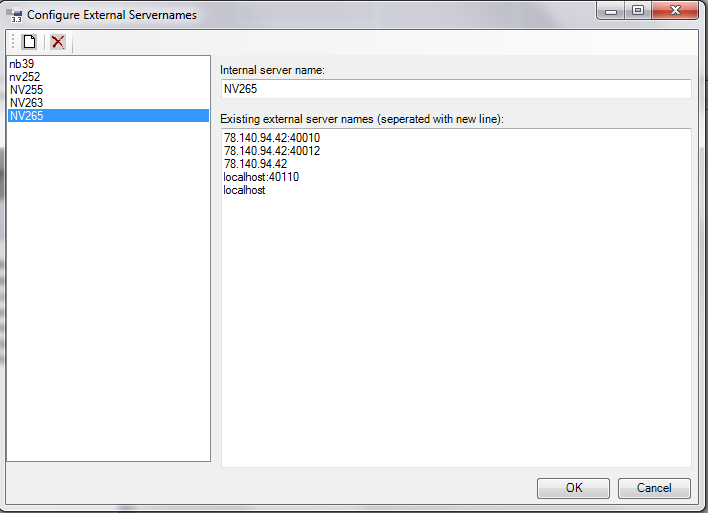 3.3 Configure External Servernames
nb39
nv252
NV255
NV263
NV265
Internal server name:
NV265
Existing external server names (seperated with new line):
78.140.94.42:40010
78.140.94.42:40012
78.140.94.42
localhost:40110
localhost
OK Cancel